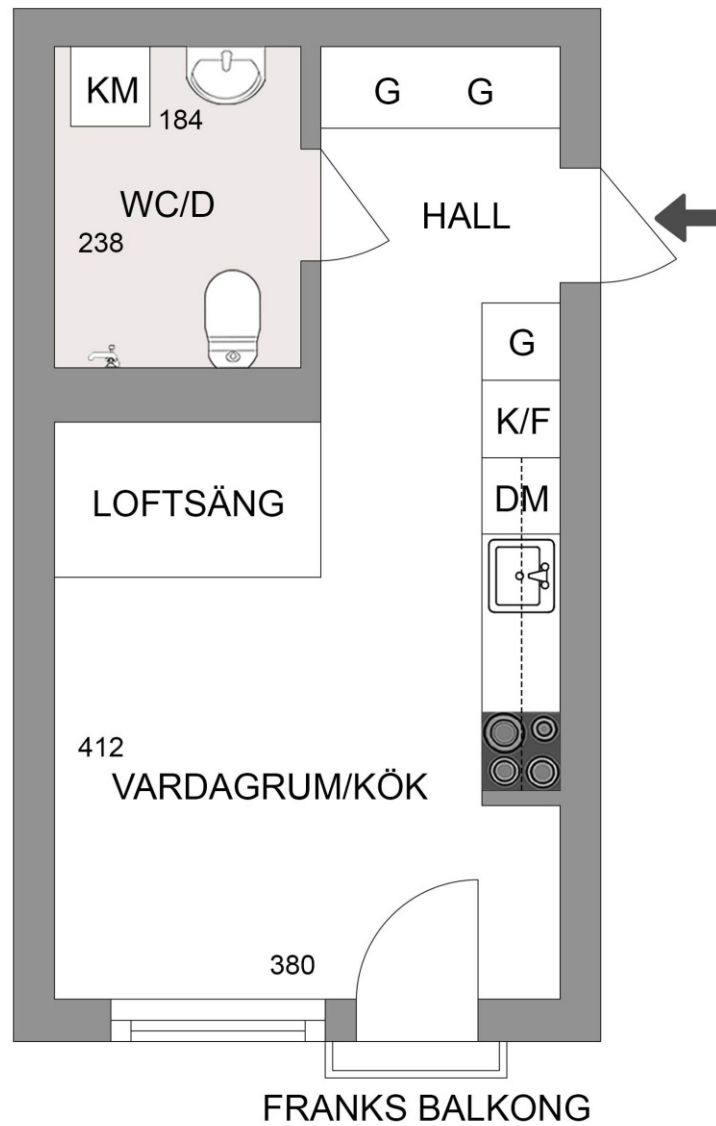 KM
G G
184
WC/D
HALL
238
G
K/F
LOFTSÄNG
DM
412
VARDAGRUM/KÖK
380
FRANKS BALKONG